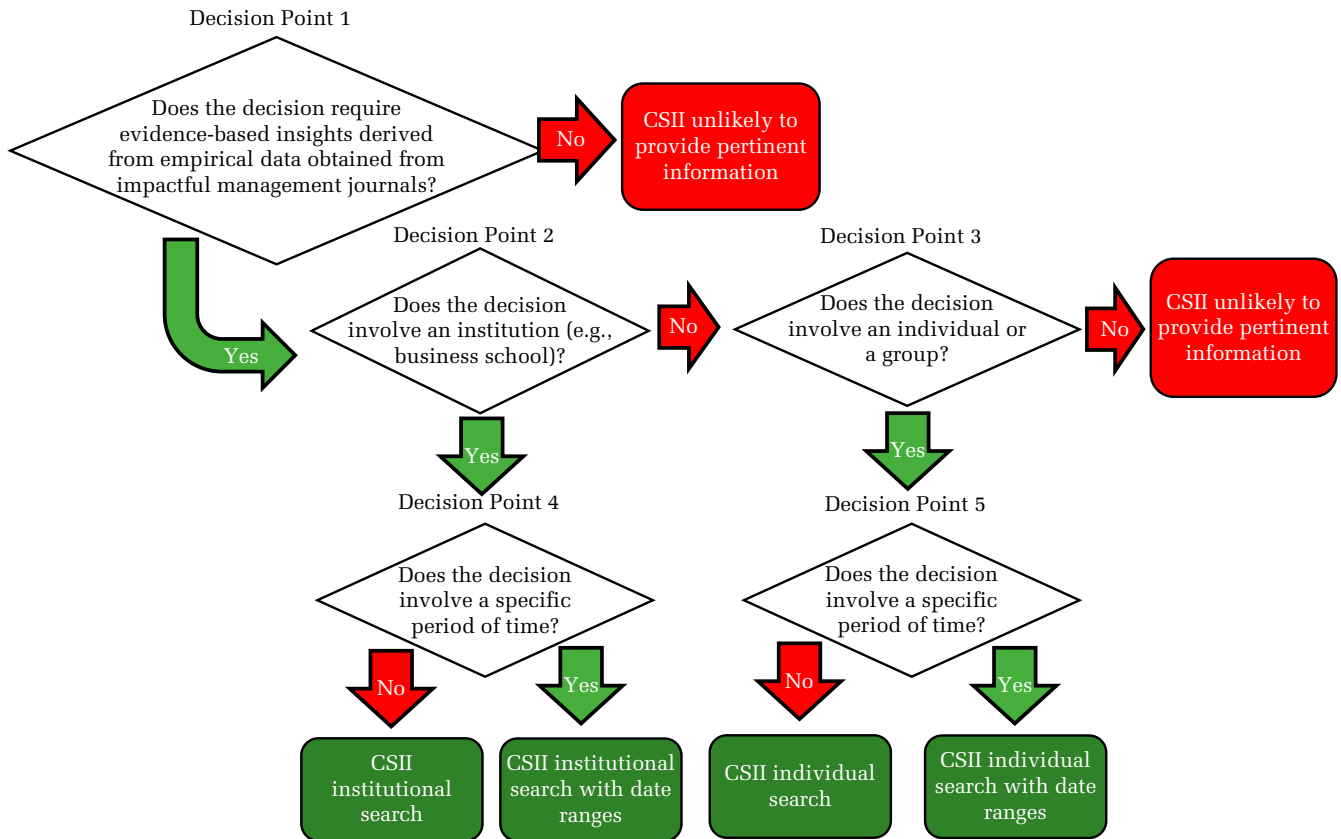 Decision Point 1
Does the decision require
evidence-based insights derived
from empirical data obtained from
impactful management journals?
No
CSII unlikely to
provide pertinent
information
Yes
Decision Point 2
Does the decision
involve an institution (e.g.,
business school)?
No
Decision Point 3
Does the decision
involve an individual or
a group?
No
CSII unlikely to
provide pertinent
information
Yes
Yes
Decision Point 4
Does the decision
involve a specific
period of time?
Decision Point 5
Does the decision
involve a specific
period of time?
No
Yes
No
Yes
CSII
institutional
search
CSII institutional
search with date
ranges
CSII individual
search
CSII individual
search with date
ranges